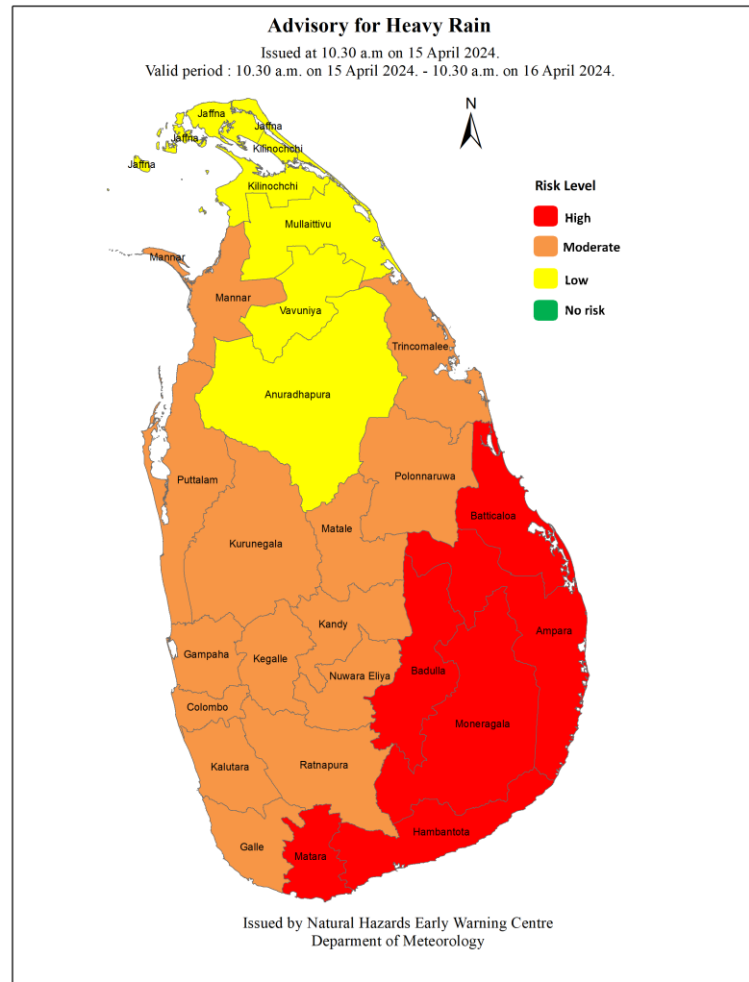 Advisory for Heavy Rain
Issued at 10.30 a.m on 15 April 2024.
Valid period : 10.30 a.m. on 15 April 2024. - 10.30 a.m. on 16 April 2024.
N
Jaffna
Jaffna
Jaffna
Kilinochchi
Jaffna
Kilinochchi
Risk Level
High
Mullaittivu
Moderate
Mannar
Low
Mannar
Vavuniya
No risk
Trincomalee
Anuradhapura
Polonnaruwa
Puttalam
Batticaloa
Matale
Kurunegala
Kandy
Ampara
Gampaha
Kegalle
Nuwara Eliya
Badulla
Colombo
Moneragala
Kalutara
Ratnapura
Hambantota
Galle
Matara
Issued by Natural Hazards Early Warning Centre
Deparment of Meteorology